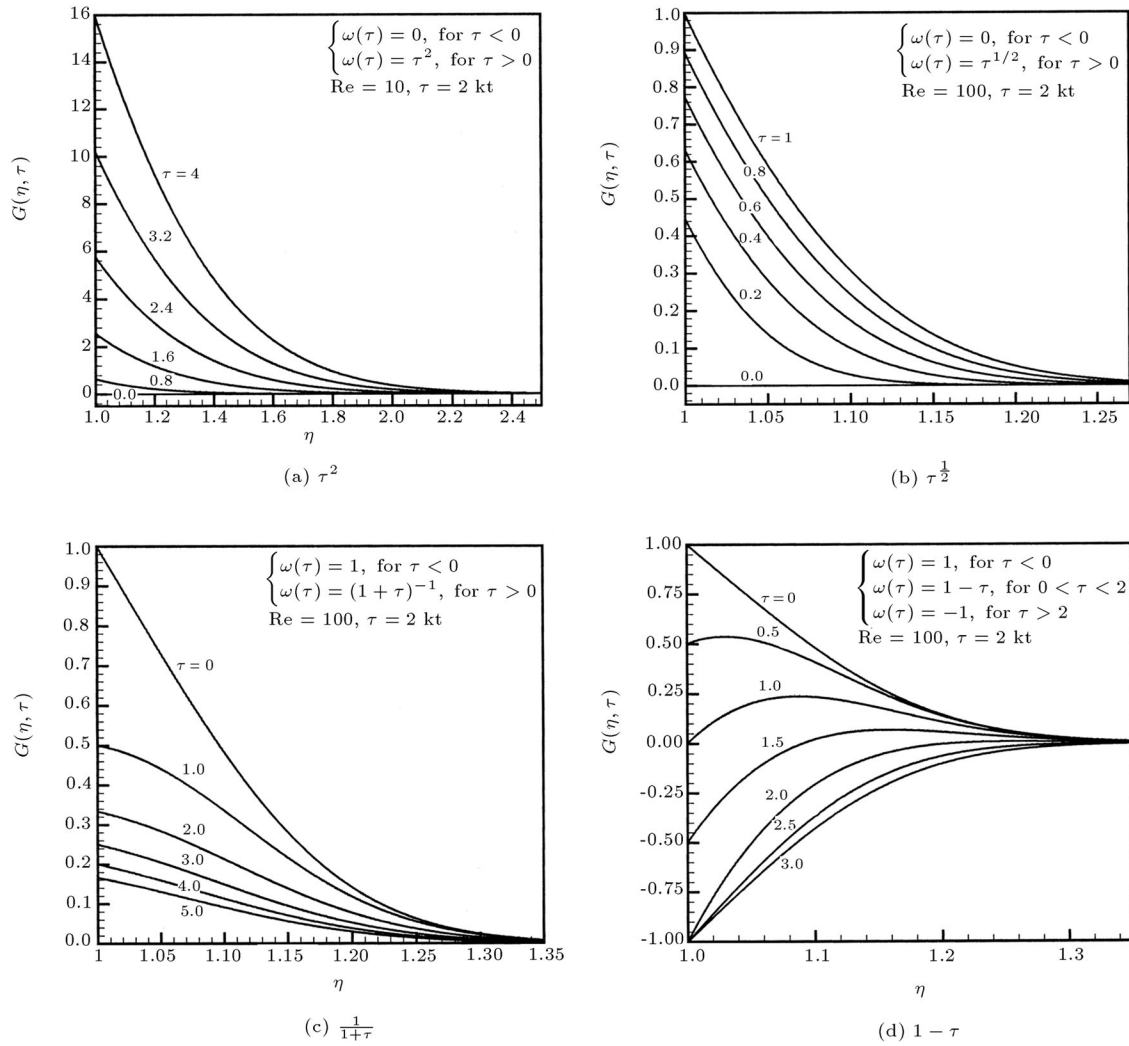 16
14
12
10
8
6
4
2
0
G(η, τ)
{ω(τ) = 0, for τ < 0
ω(τ) = τ², for τ > 0
Re = 10, τ = 2 kt
τ = 4
3.2
2.4
1.6
0.8
0.0
1.0 1.2 1.4 1.6 1.8 2.0 2.2 2.4
η
(a) τ²
1.0
0.9
0.8
0.7
0.6
0.5
0.4
0.3
0.2
0.1
0.0
G(η, τ)
{ω(τ) = 0, for τ < 0
ω(τ) = τ^{1/2}, for τ > 0
Re = 100, τ = 2 kt
τ = 1
0.8
0.6
0.4
0.2
0.0
1 1.05 1.10 1.15 1.20 1.25
(b) τ^{1/2}
1.0
0.9
0.8
0.7
0.6
0.5
0.4
0.3
0.2
0.1
0.0
G(η, τ)
{ω(τ) = 1, for τ < 0
ω(τ) = (1 + τ)^{-1}, for τ > 0
Re = 100, τ = 2 kt
τ = 0
1.0
2.0
3.0
4.0
5.0
1 1.05 1.10 1.15 1.20 1.25 1.30 1.35
η
(c) 1/(1+τ)
1.00
0.75
0.50
0.25
0.00
-0.25
-0.50
-0.75
-1.00
G(η, τ)
{ω(τ) = 1, for τ < 0
ω(τ) = 1 − τ, for 0 < τ < 2
ω(τ) = −1, for τ > 2
Re = 100, τ = 2 kt
τ=0
0.5
1.0
1.5
2.0
2.5
3.0
1.0 1.1 1.2 1.3
η
(d) 1 − τ